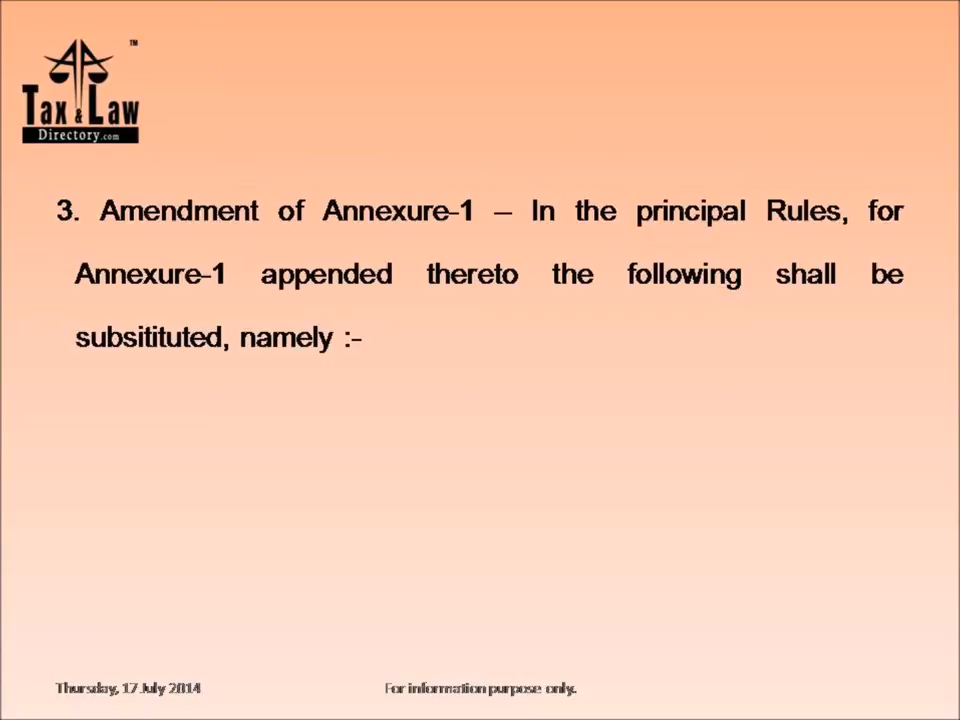 TM
Tax & Law
Directory.com
3. Amendment of Annexure-1 – In the principal Rules, for
Annexure-1 appended thereto the following shall be
subsitituted, namely :-
Thursday, 17 July 2014 For information purpose only.